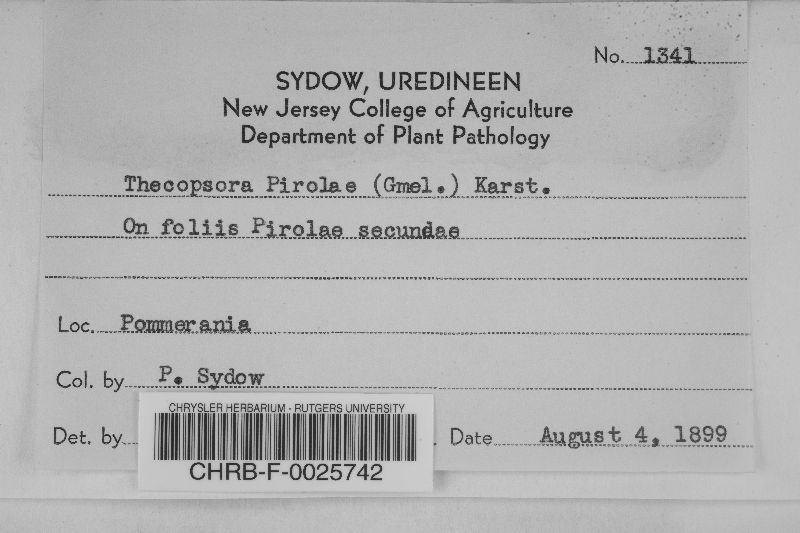 No. 1341
SYDOW, UREDINEEN
New Jersey College of Agriculture
Department of Plant Pathology
Thecopsora Pirolae (Gmel.) Karst.
On foliis Pirolae secundae
Loc. Pommerania
Col. by P. Sydow
Det. by
Date August 4, 1899
CHRYSLER HERBARIUM - RUTGERS UNIVERSITY
CHRB-F-0025742